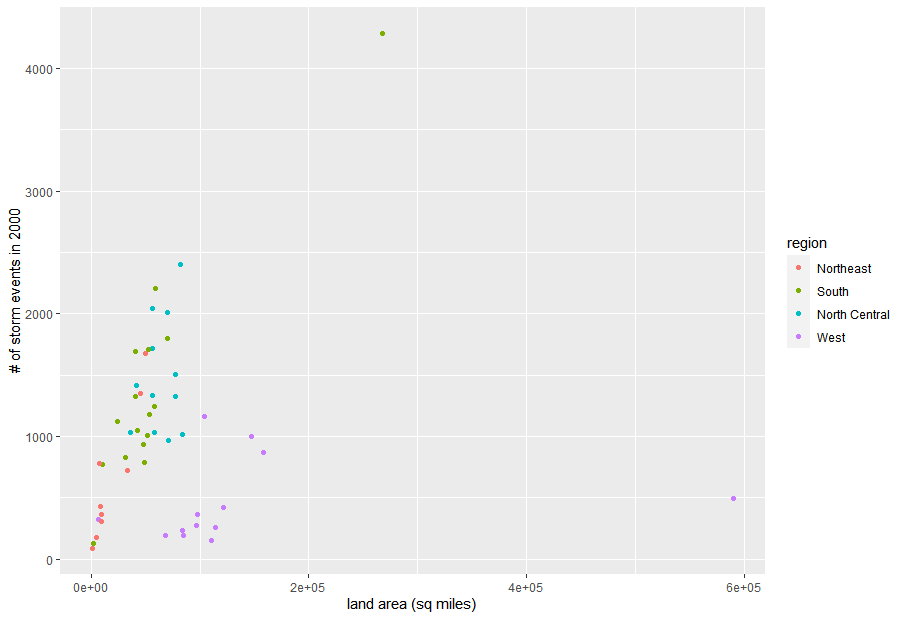 4000
3000
2000
1000
0
# of storm events in 2000
0e+00 2e+05 4e+05 6e+05
land area (sq miles)
region
Northeast
South
North Central
West